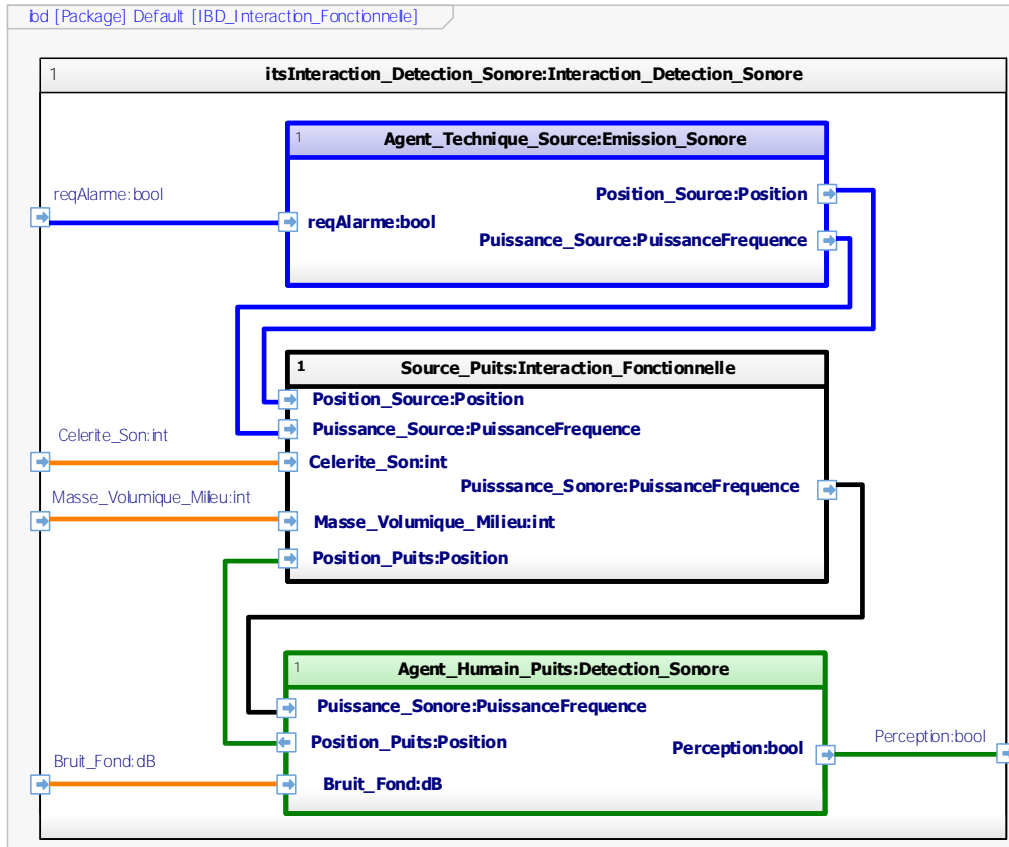 ibd [Package] Default [IBD_Interaction_Fonctionnelle]
1 itsInteraction_Detection_Sonore:Interaction_Detection_Sonore
1 Agent_Technique_Source:Emission_Sonore
reqAlarme:bool
Position_Source:Position
reqAlarme:bool
Puissance_Source:PuissanceFrequence
1 Source_Puits:Interaction_Fonctionnelle
Position_Source:Position
Puissance_Source:PuissanceFrequence
Celerite_Son:int
Celerite_Son:int
Puisssance_Sonore:PuissanceFrequence
Masse_Volumique_Milieu:int
Masse_Volumique_Milieu:int
Position_Puits:Position
1 Agent_Humain_Puits:Detection_Sonore
Puissance_Sonore:PuissanceFrequence
Position_Puits:Position
Perception:bool
Perception:bool
Bruit_Fond:dB
Bruit_Fond:dB